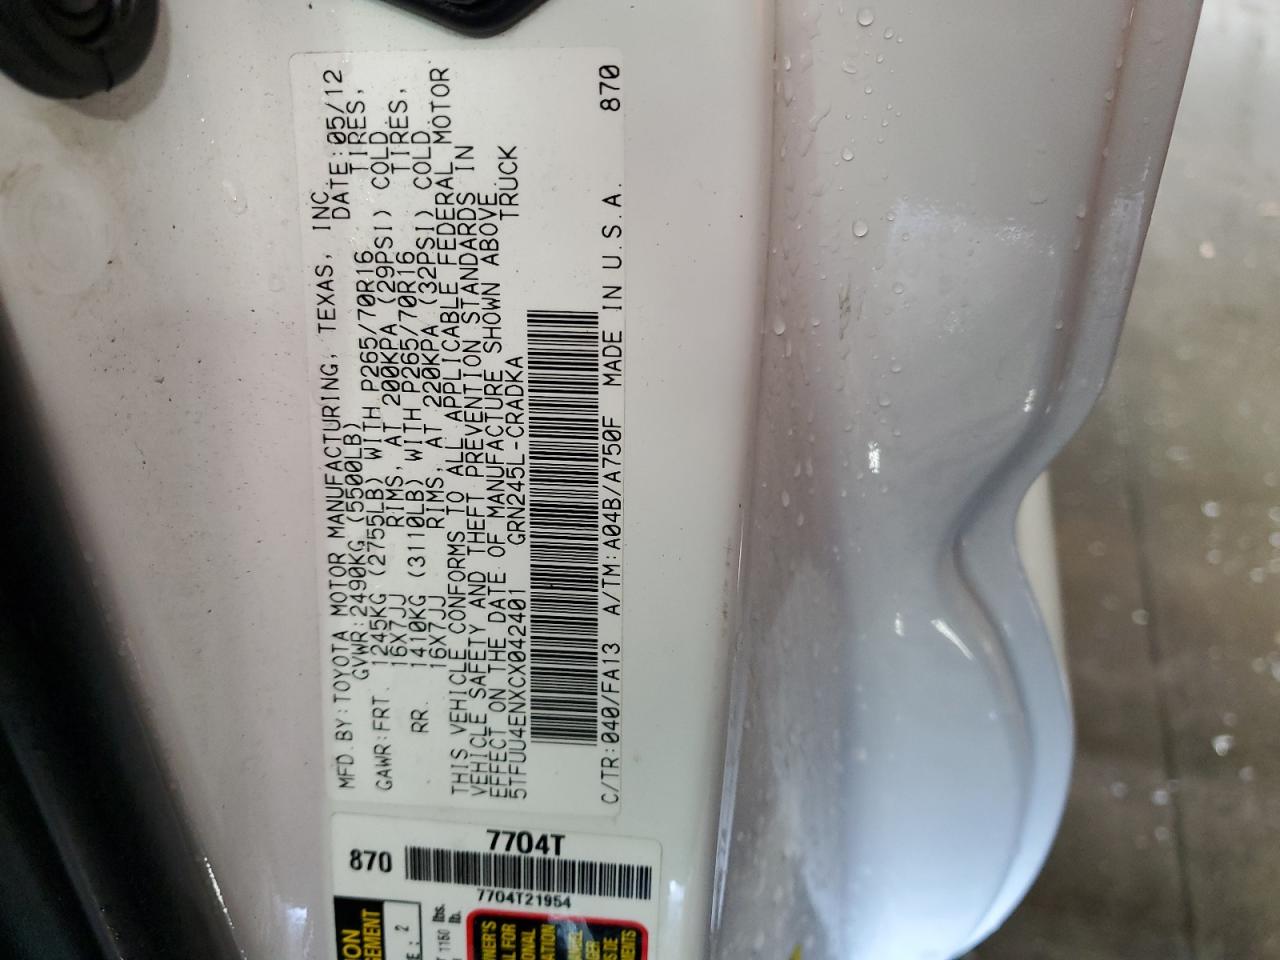 MFD.BY:TOYOTA MOTOR MANUFACTURING, TEXAS, INC.
GVWR:2490KG (5500LB) DATE:05/12
GAWR:FRT. 1245KG (2755LB) WITH P265/70R16 TIRES,
16X7JJ RIMS, AT 200KPA (29PSI) COLD
RR. 1410KG (3110LB) WITH P265/70R16 TIRES,
16X7JJ RIMS, AT 220KPA (32PSI) COLD
THIS VEHICLE CONFORMS TO ALL APPLICABLE FEDERAL MOTOR
VEHICLE SAFETY AND THEFT PREVENTION STANDARDS IN
EFFECT ON THE DATE OF MANUFACTURE SHOWN ABOVE.
5TFUU4ENXCX042401 GRN245L-CRADKA TRUCK
C/TR:040/FA13 A/TM:A04B/A750F MADE IN U.S.A. 870
7704T
870
7704T21954